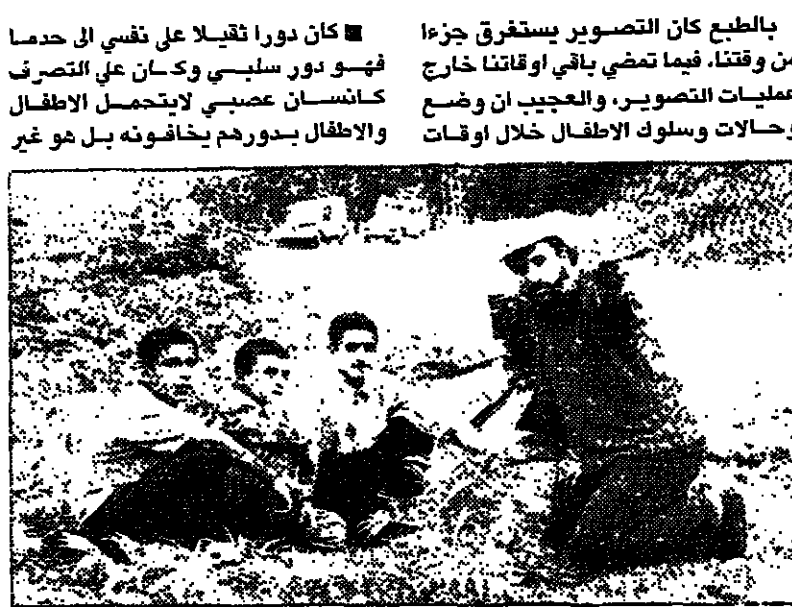 بالطبع كان التصوير يستغرق جزءا
من وقتنا، فيما تمضي باقي اوقاتنا خارج
عمليات التصوير، والعجيب ان وضع
وحالات وسلوك الاطفال خلال اوقات
■ كان دورا ثقيلا على نفسي الى حدما
فهو دور سلبي وكان علي التصرف
كانسان عصبي لايتحمل الاطفال
والاطفال بدورهم يخافونه بل هو غير